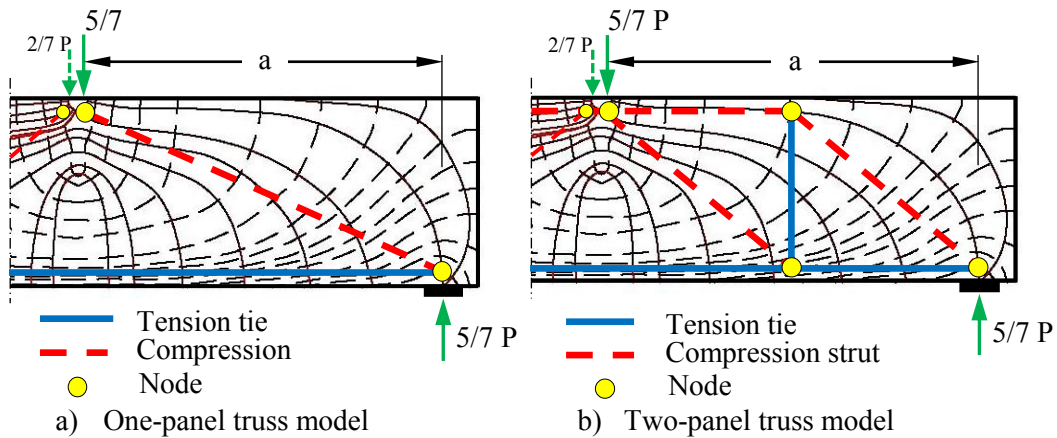 5/7
2/7 P
a
5/7 P
Tension tie
Compression
Node
a) One-panel truss model
5/7 P
2/7 P
a
5/7 P
Tension tie
Compression strut
Node
b) Two-panel truss model